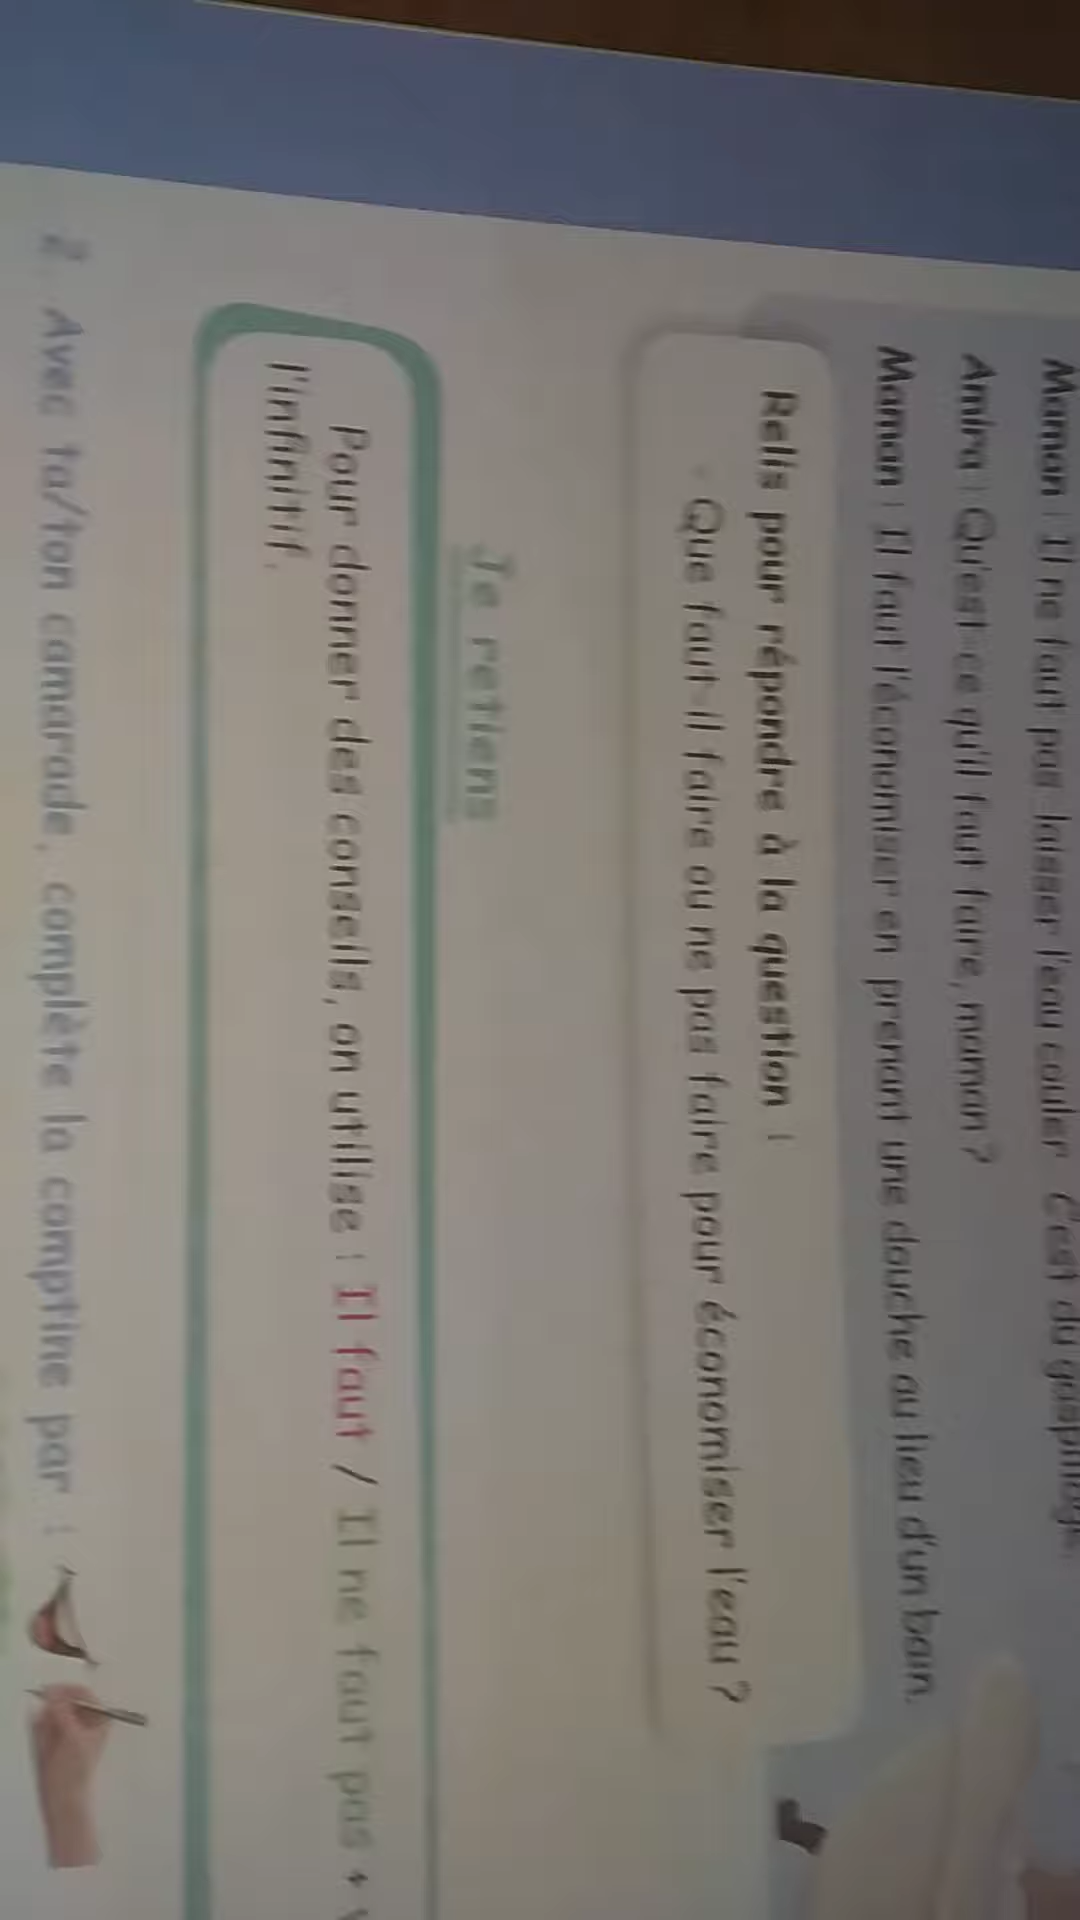 Maman : Il ne faut pas laisser l'eau couler. C'est du
Amira : Qu'est-ce qu'il faut faire, maman ?
Maman : Il faut l'économiser en prenant une douche au lieu d'un bain.
Relis pour répondre à la question :
- Que faut-il faire ou ne pas faire pour économiser l'eau ?
Je retiens
Pour donner des conseils, on utilise : Il faut / Il ne faut pas +
l'infinitif.
2. Avec ta/ton camarade, complète la comptine par :